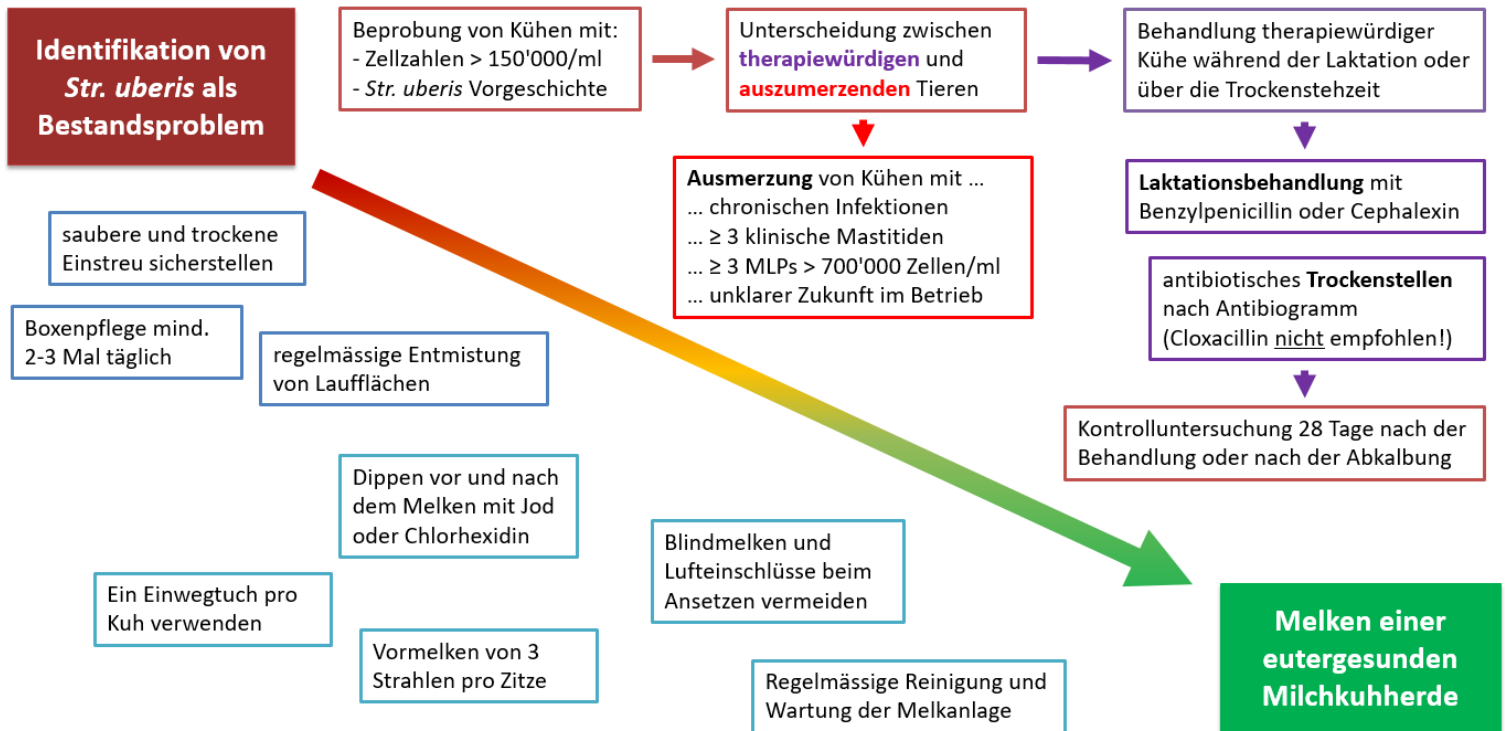 Identifikation von
Str. uberis als
Bestandsproblem
Beprobung von Kühen mit:
- Zellzahlen > 150'000/ml
- Str. uberis Vorgeschichte
Unterscheidung zwischen
therapiewürdigen und
auszumerzenden Tieren
Behandlung therapiewürdiger
Kühe während der Laktation oder
über die Trockenstehzeit
Ausmerzung von Kühen mit ...
... chronischen Infektionen
... ≥ 3 klinische Mastitiden
... ≥ 3 MLPs > 700'000 Zellen/ml
... unklarer Zukunft im Betrieb
Laktationsbehandlung mit
Benzylpenicillin oder Cephalexin
antibiotisches Trockenstellen
nach Antibiogramm
(Cloxacillin nicht empfohlen!)
Kontrolluntersuchung 28 Tage nach der
Behandlung oder nach der Abkalbung
saubere und trockene
Einstreu sicherstellen
Boxenpflege mind.
2-3 Mal täglich
regelmässige Entmistung
von Laufflächen
Dippen vor und nach
dem Melken mit Jod
oder Chlorhexidin
Ein Einwegtuch pro
Kuh verwenden
Vormelken von 3
Strahlen pro Zitze
Blindmelken und
Lufteinschlüsse beim
Ansetzen vermeiden
Regelmässige Reinigung und
Wartung der Melkanlage
Melken einer
eutergesunden
Milchkuhherde